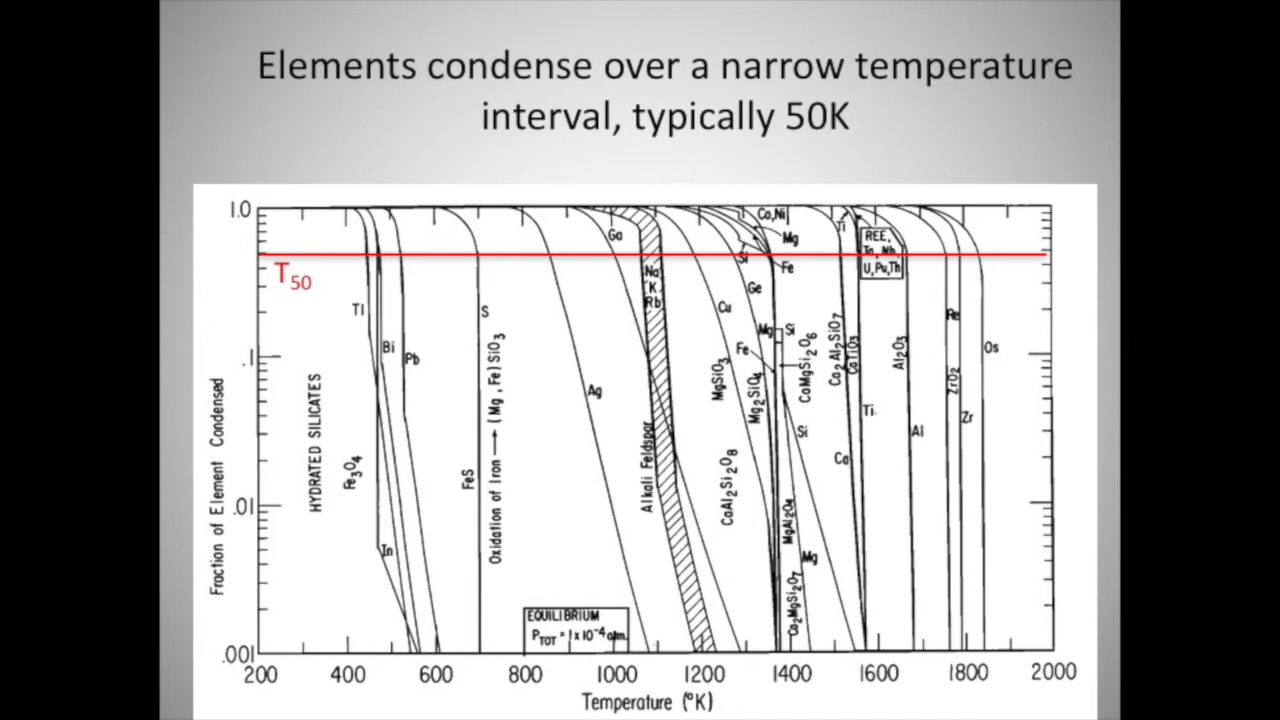 Elements condense over a narrow temperature
interval, typically 50K
T50
1.0
.1
.01
.001
Fraction of Element Condensed
200
400
600
800
1000
1200
1400
1600
1800
2000
Temperature (°K)
HYDRATED SILICATES
Fe3O4
Tl
Bi
Pb
In
FeS
S
Oxidation of Iron → (Mg, Fe) SiO3
EQUILIBRIUM
PTOT = 1 x 10-4 atm.
Ag
Ga
Na
K
Rb
Alkali Feldspar
Cu
MgSiO3
CaAl2Si2O8
Ge
Si
Co,Ni
Mg
Fe
Mg2SiO4
Mg
Si
Fe
CaMgSi2O6
Si
MgAl2O4
Mg
Ca2MgSi2O7
Ti
Ca2Al2SiO7
CaTiO3
Ti
Ca
REE,
Ta, Nb,
U,Pu,Th
Al2O3
Al
Re
ZrO2
Zr
Os